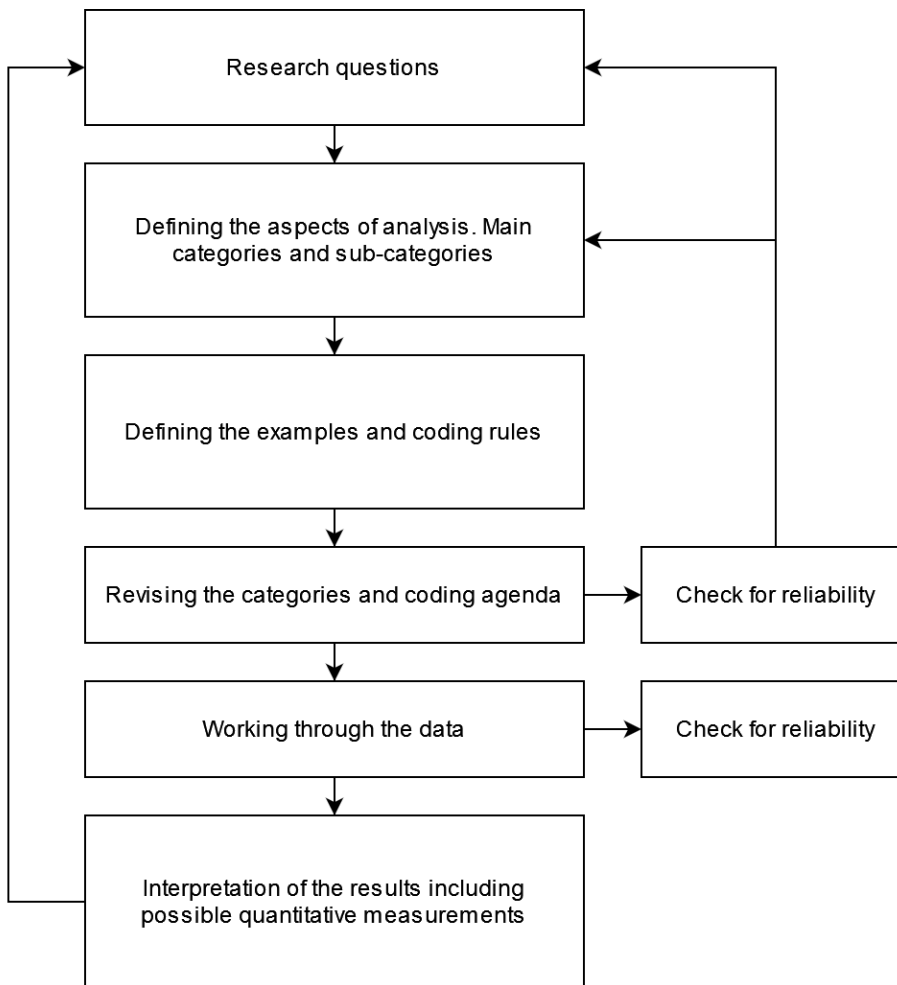 Research questions
Defining the aspects of analysis. Main
categories and sub-categories
Defining the examples and coding rules
Revising the categories and coding agenda
Check for reliability
Working through the data
Check for reliability
Interpretation of the results including
possible quantitative measurements